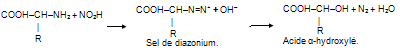 COOH–CH–NH₂ + NO₂H → COOH–CH–N=N⁺ + OH⁻ → COOH–CH–OH + N₂ + H₂O
R R R
Sel de diazonium. Acide α-hydroxylé.